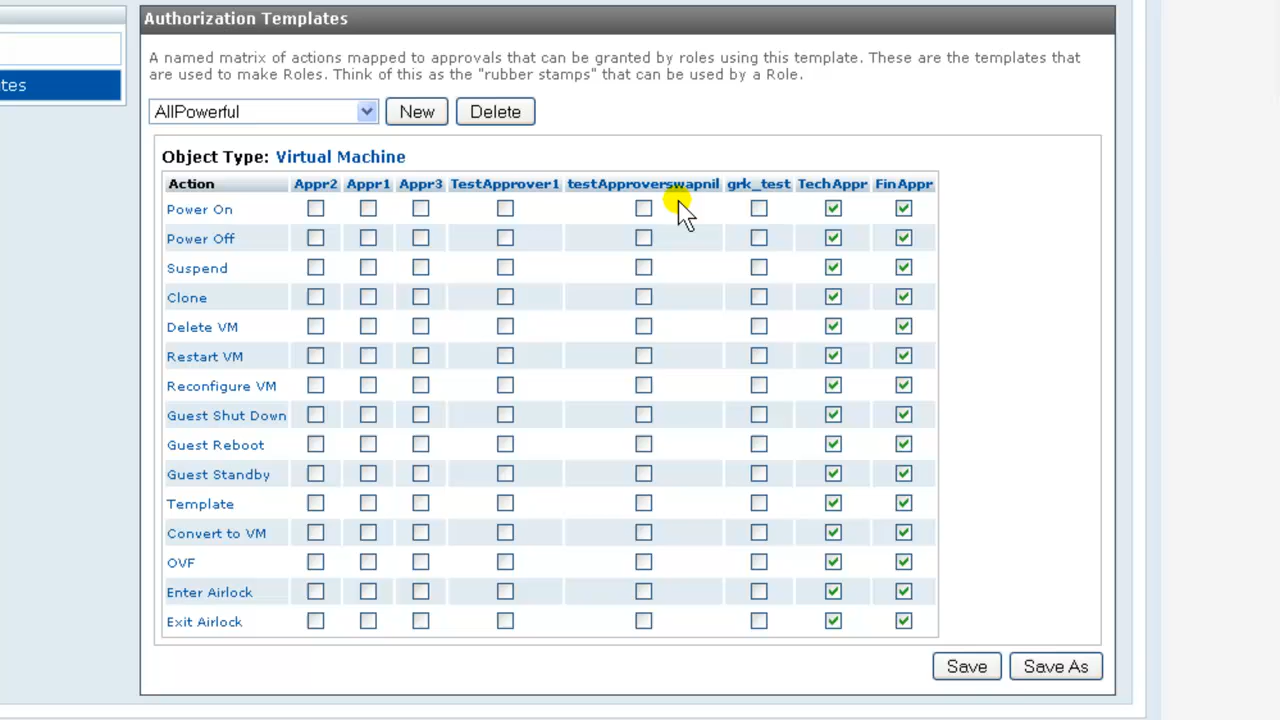 Authorization Templates
A named matrix of actions mapped to approvals that can be granted by roles using this template. These are the templates that
are used to make Roles. Think of this as the "rubber stamps" that can be used by a Role.
tes
AllPowerful New Delete
Object Type: Virtual Machine
Action Appr2 Appr1 Appr3 TestApprover1 testApproverswapnil grk_test TechAppr FinAppr
Power On
Power Off
Suspend
Clone
Delete VM
Restart VM
Reconfigure VM
Guest Shut Down
Guest Reboot
Guest Standby
Template
Convert to VM
OVF
Enter Airlock
Exit Airlock
Save Save As